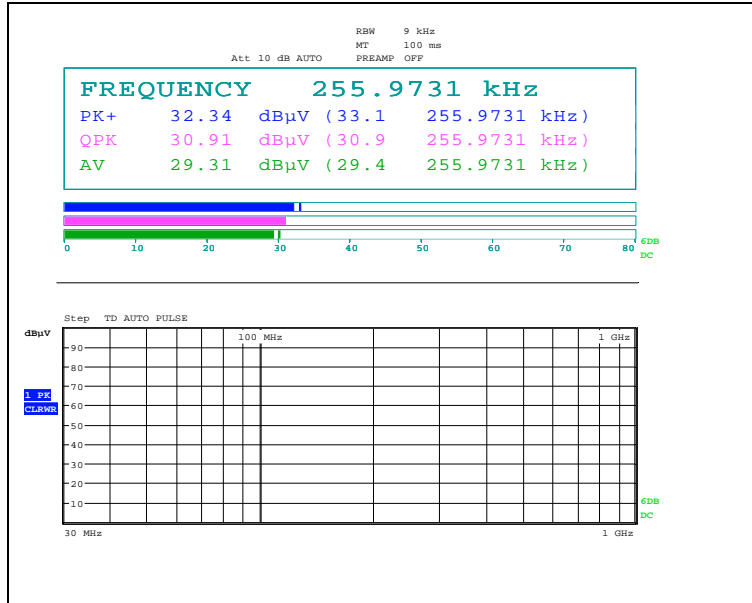 RBW 9 kHz
MT 100 ms
Att 10 dB AUTO PREAMP OFF
FREQUENCY 255.9731 kHz
PK+ 32.34 dBµV (33.1 255.9731 kHz)
QPK 30.91 dBµV (30.9 255.9731 kHz)
AV 29.31 dBµV (29.4 255.9731 kHz)
0 10 20 30 40 50 60 70 80
6DB
DC
Step TD AUTO PULSE
dBµV
100 MHz 1 GHz
90
80
70
1 PK
CLRWR
60
50
40
30
20
10
6DB
DC
30 MHz 1 GHz